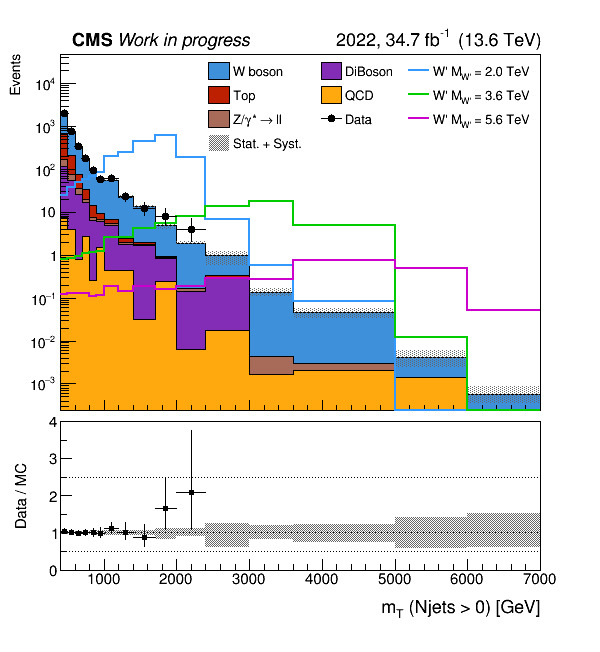 CMS Work in progress 2022, 34.7 fb⁻¹ (13.6 TeV)
Events
W boson
DiBoson
W' M_W' = 2.0 TeV
Top
QCD
W' M_W' = 3.6 TeV
Z/γ* → ll
Data
W' M_W' = 5.6 TeV
Stat. + Syst.
10⁴
10³
10²
10
1
10⁻¹
10⁻²
10⁻³
Data / MC
4
3
2
1
0
1000 2000 3000 4000 5000 6000 7000
m_T (Njets > 0) [GeV]